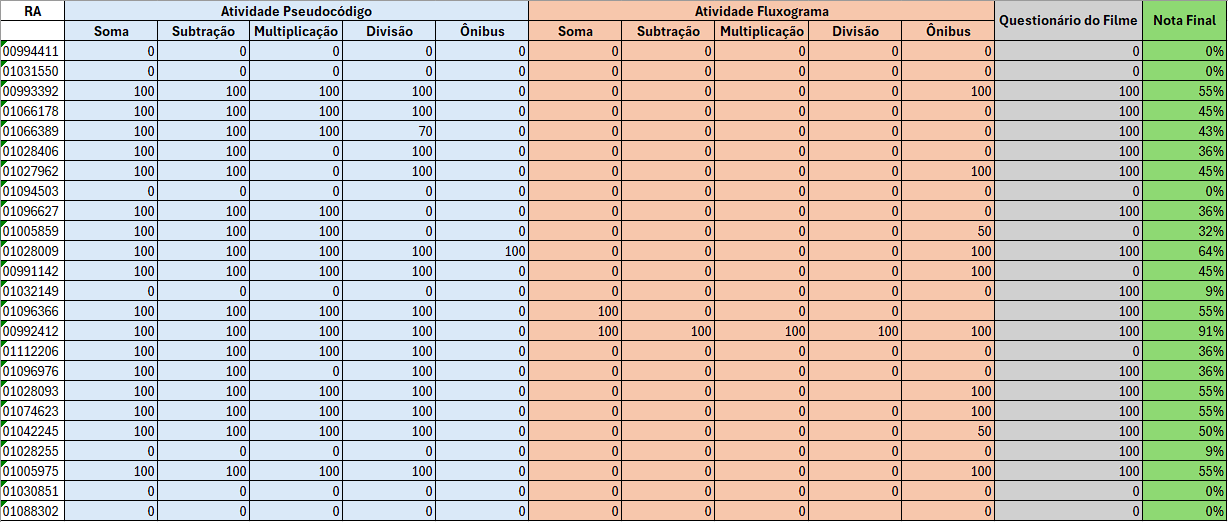 RA Atividade Pseudocódigo Atividade Fluxograma Questionário do Filme Nota Final
Soma Subtração Multiplicação Divisão Ônibus Soma Subtração Multiplicação Divisão Ônibus
00994411 0 0 0 0 0 0 0 0 0 0 0 0%
01031550 0 0 0 0 0 0 0 0 0 0 0 0%
00993392 100 100 100 100 0 0 0 0 0 100 100 55%
01066178 100 100 100 100 0 0 0 0 0 0 100 45%
01066389 100 100 100 70 0 0 0 0 0 0 100 43%
01028406 100 100 0 100 0 0 0 0 0 0 100 36%
01027962 100 100 0 100 0 0 0 0 0 100 100 45%
01094503 0 0 0 0 0 0 0 0 0 0 0 0%
01096627 100 100 100 0 0 0 0 0 0 0 100 36%
01005859 100 100 100 0 0 0 0 0 0 50 0 32%
01028009 100 100 100 100 100 0 0 0 0 100 100 64%
00991142 100 100 100 100 0 0 0 0 0 100 0 45%
01032149 0 0 0 0 0 0 0 0 0 0 100 9%
01096366 100 100 100 100 0 100 0 0 0 100 55%
00992412 100 100 100 100 0 100 100 100 100 100 100 91%
01112206 100 100 100 100 0 0 0 0 0 0 0 36%
01096976 100 100 0 100 0 0 0 0 0 0 100 36%
01028093 100 100 100 100 0 0 0 0 100 100 55%
01074623 100 100 100 100 0 0 0 0 0 100 100 55%
01042245 100 100 100 100 0 0 0 0 0 50 100 50%
01028255 0 0 0 0 0 0 0 0 0 0 100 9%
01005975 100 100 100 100 0 0 0 0 0 100 100 55%
01030851 0 0 0 0 0 0 0 0 0 0 0 0%
01088302 0 0 0 0 0 0 0 0 0 0 0 0%